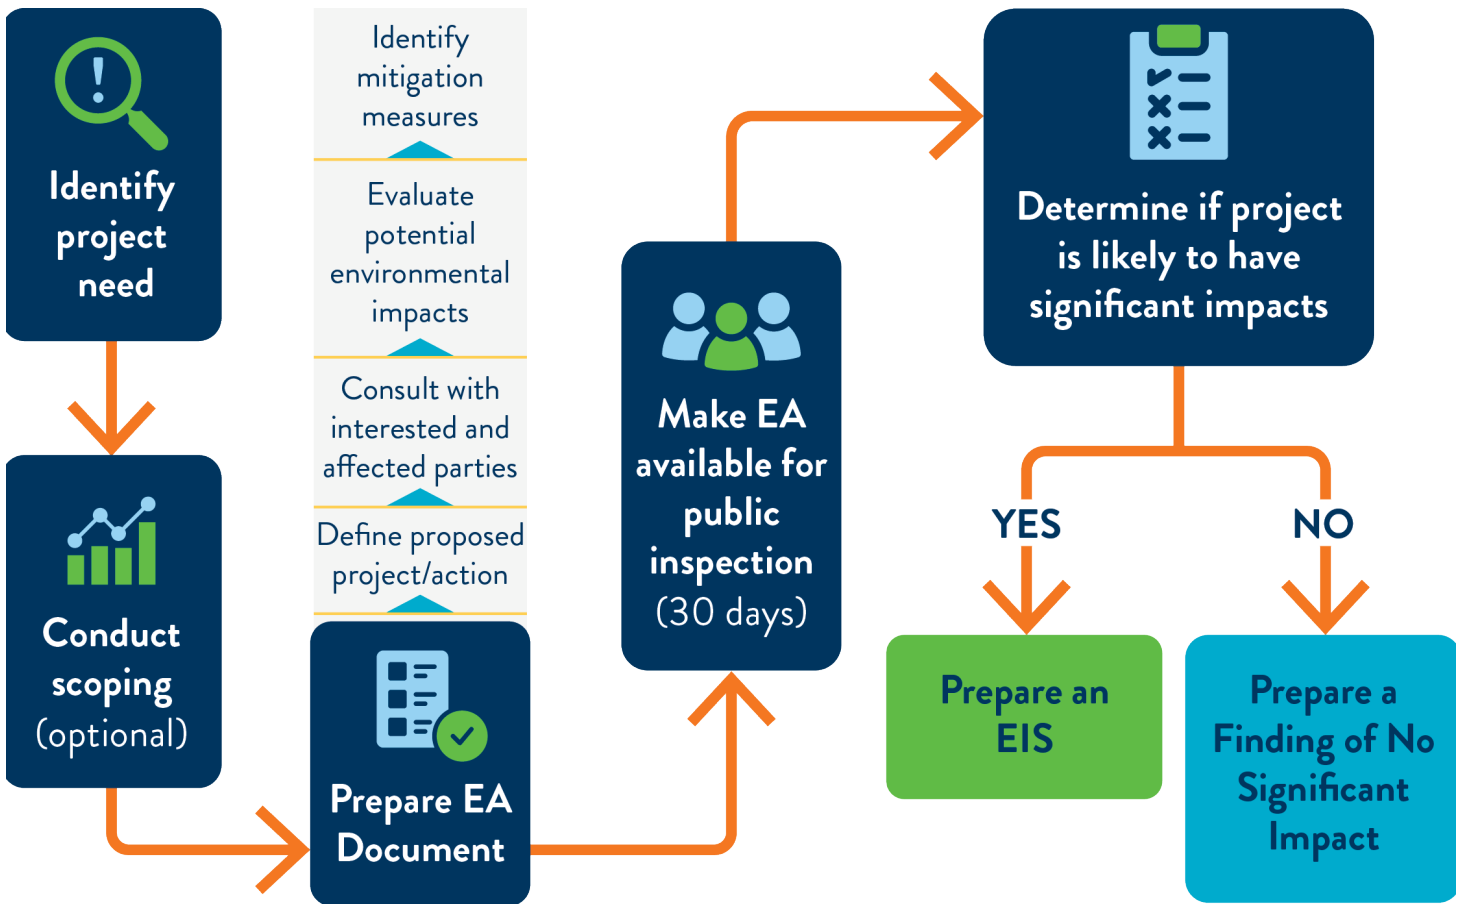 Identify
project
need
Conduct
scoping
(optional)
Identify
mitigation
measures
Evaluate
potential
environmental
impacts
Consult with
interested and
affected parties
Define proposed
project/action
Prepare EA
Document
Make EA
available for
public
inspection
(30 days)
Determine if project
is likely to have
significant impacts
YES
NO
Prepare an
EIS
Prepare a
Finding of No
Significant
Impact